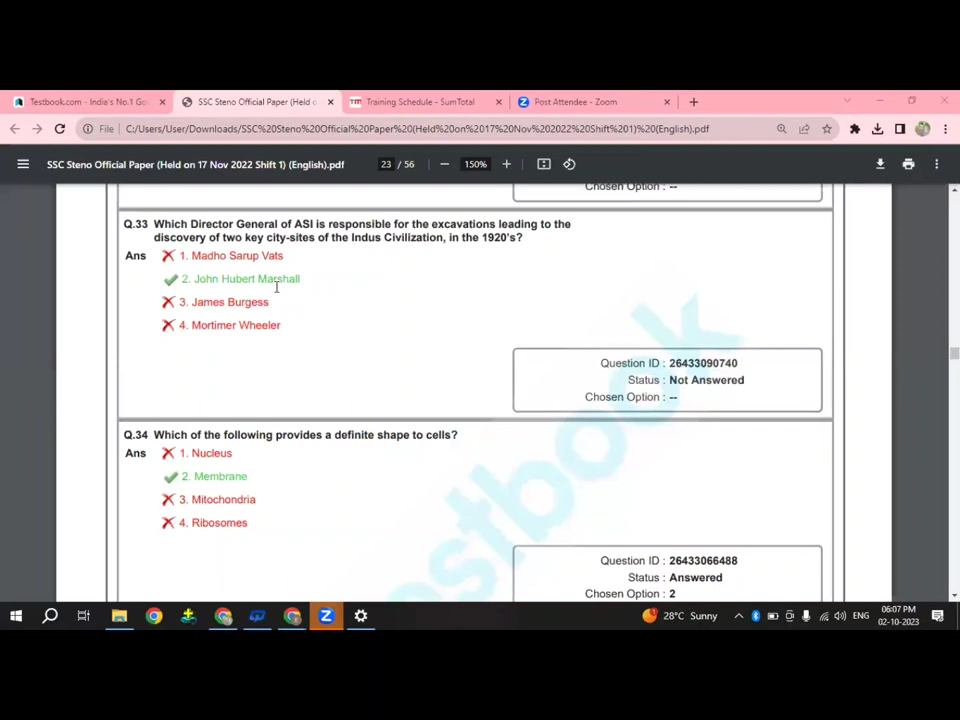 Testbook.com - India's No.1 Go
SSC Steno Official Paper (Held o
Training Schedule - SumTotal
Post Attendee - Zoom
File C:/Users/User/Downloads/SSC%20Steno%20Official%20Paper%20(Held%20on%2017%20Nov%202022%20Shift%201)%20(English).pdf
SSC Steno Official Paper (Held on 17 Nov 2022 Shift 1) (English).pdf
23 / 56
150%
Chosen Option : --
Q.33 Which Director General of ASI is responsible for the excavations leading to the
discovery of two key city-sites of the Indus Civilization, in the 1920's?
Ans 1. Madho Sarup Vats
2. John Hubert Marshall
3. James Burgess
4. Mortimer Wheeler
Question ID : 26433090740
Status : Not Answered
Chosen Option : --
Q.34 Which of the following provides a definite shape to cells?
Ans 1. Nucleus
2. Membrane
3. Mitochondria
4. Ribosomes
Question ID : 26433066488
Status : Answered
Chosen Option : 2
estbook
28°C Sunny
ENG
06:07 PM
02-10-2023